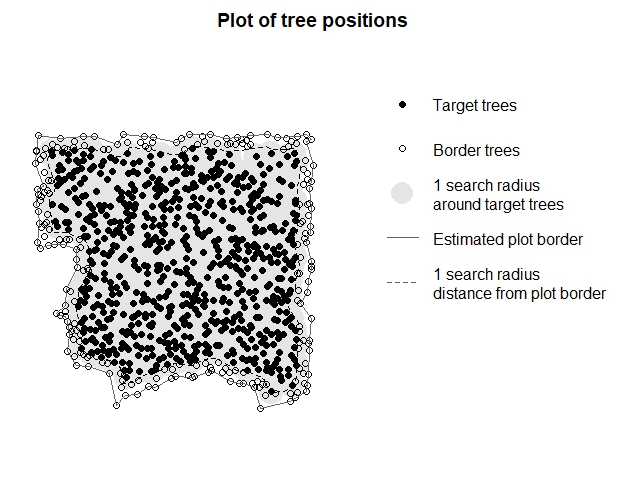 Plot of tree positions
Target trees
Border trees
1 search radius
around target trees
Estimated plot border
1 search radius
distance from plot border